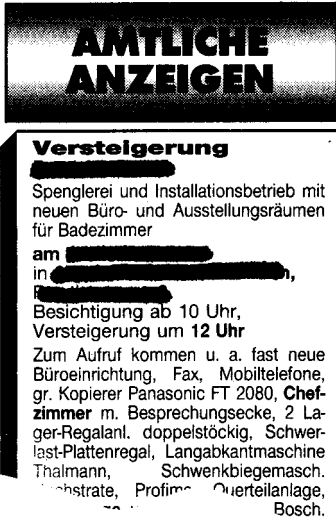 AMTLICHE
ANZEIGEN
Versteigerung
Spenglerei und Installationsbetrieb mit
neuen Büro- und Ausstellungsräumen
für Badezimmer
am
in
Besichtigung ab 10 Uhr,
Versteigerung um 12 Uhr
Zum Aufruf kommen u. a. fast neue
Büroeinrichtung, Fax, Mobiltelefone,
gr. Kopierer Panasonic FT 2080, Chef-
zimmer m. Besprechungsecke, 2 La-
ger-Regalanl. doppelstöckig, Schwer-
last-Plattenregal, Langabkantmaschine
Thalmann, Schwenkbiegemasch.
Querteilanlage,
Bosch.